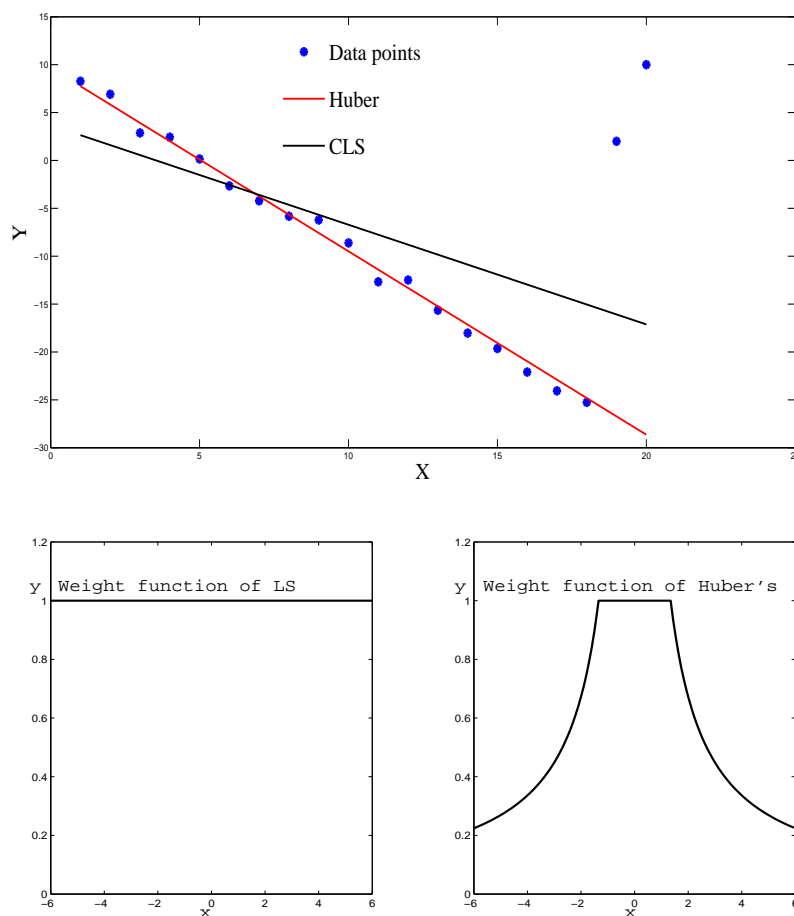 15
10
5
0
−5
−10
−15
−20
−25
−30
Y
Data points
Huber
CLS
0 5 10 15 20 25
X
1.2
y Weight function of LS
1
0.8
0.6
0.4
0.2
0
−6 −4 −2 0 2 4 6
x
1.2
y Weight function of Huber's
1
0.8
0.6
0.4
0.2
0
−6 −4 −2 0 2 4 6
x